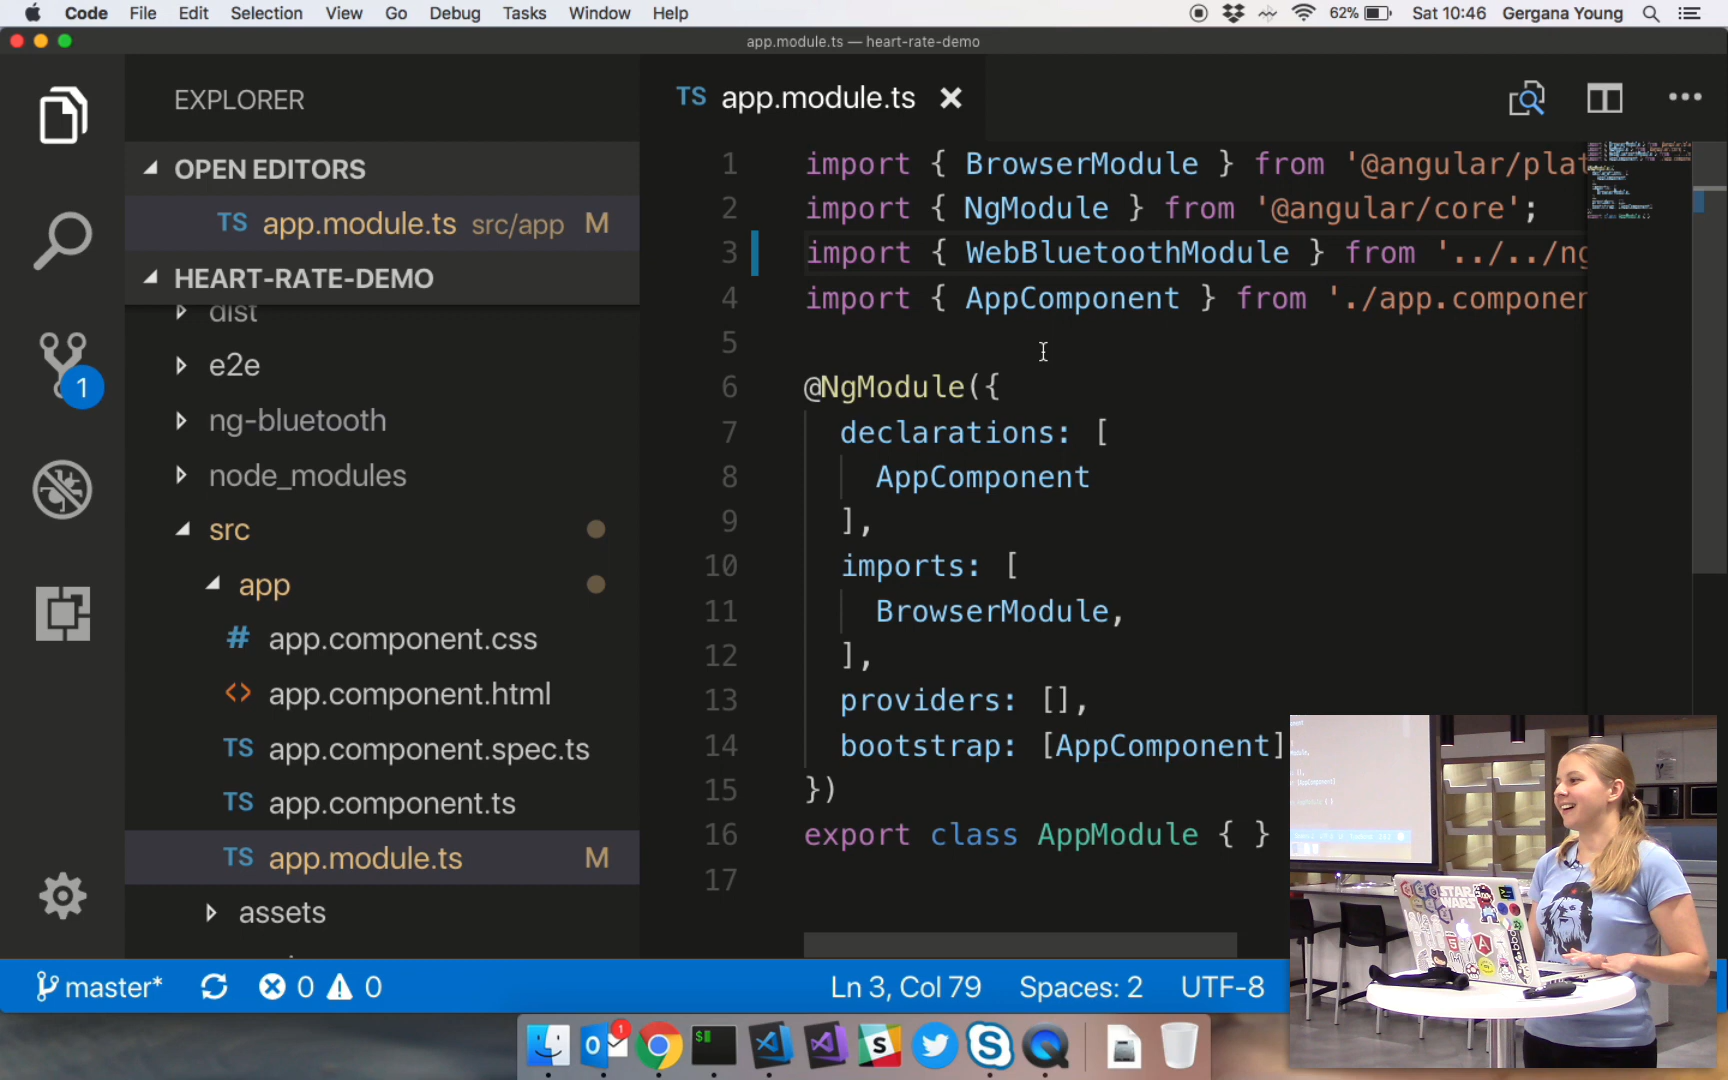 Code File Edit Selection View Go Debug Tasks Window Help 62% Sat 10:46 Gergana Young
app.module.ts — heart-rate-demo
EXPLORER
OPEN EDITORS
TS app.module.ts src/app M
HEART-RATE-DEMO
dist
e2e
ng-bluetooth
node_modules
src
app
# app.component.css
<> app.component.html
TS app.component.spec.ts
TS app.component.ts
TS app.module.ts M
assets
1
TS app.module.ts
1 import { BrowserModule } from '@angular/plat
2 import { NgModule } from '@angular/core';
3 import { WebBluetoothModule } from '../../ng
4 import { AppComponent } from './app.componen
5
6 @NgModule({
7 declarations: [
8 AppComponent
9 ],
10 imports: [
11 BrowserModule,
12 ],
13 providers: [],
14 bootstrap: [AppComponent]
15 })
16 export class AppModule { }
17
master* 0 0 Ln 3, Col 79 Spaces: 2 UTF-8
1
$
S
STAR
WARS